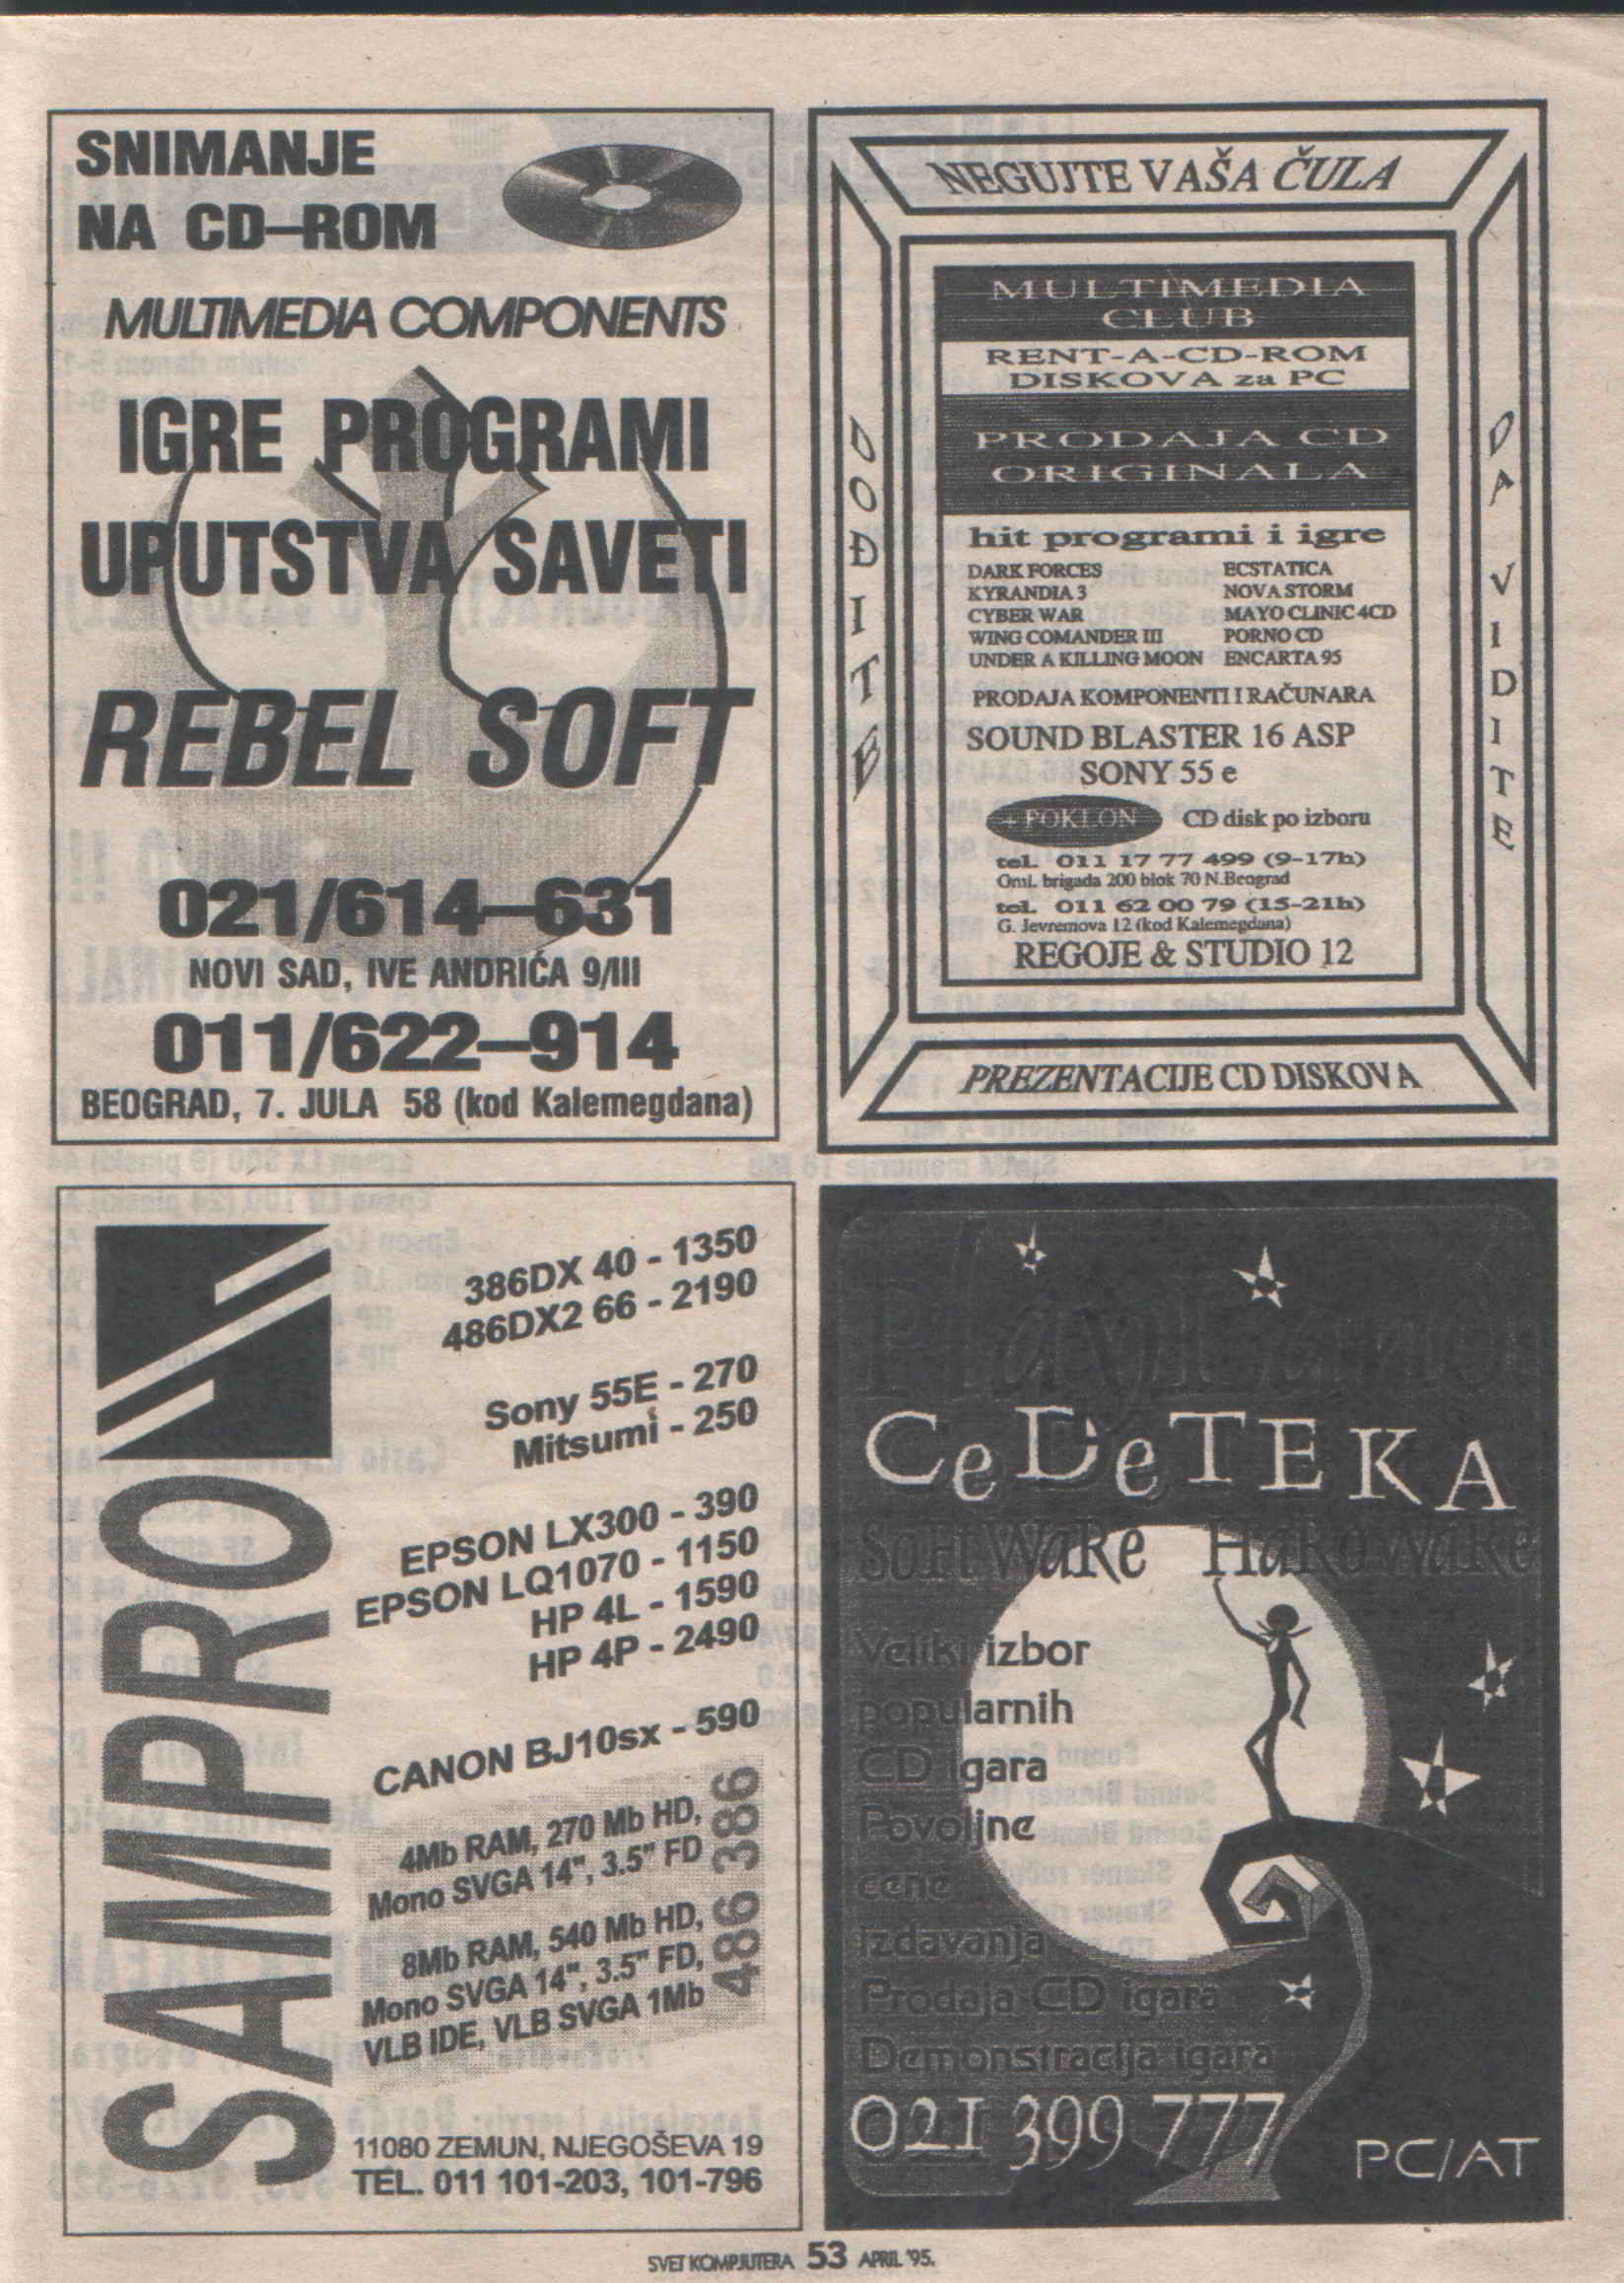 SNIMANJE
NA CD–ROM
MULTIMEDIA COMPONENTS
IGRE PROGRAMI
UPUTSTVA SAVETI
REBEL SOFT
021/614–631
NOVI SAD, IVE ANDRIĆA 9/III
011/622–914
BEOGRAD, 7. JULA 58 (kod Kalemegdana)
NEGUJTE VAŠA ČULA
DOĐITE
MULTIMEDIA
CLUB
RENT-A-CD-ROM
DISKOVA za PC
PRODAJA CD
ORIGINALA
hit programi i igre
DARK FORCES ECSTATICA
KYRANDIA 3 NOVA STORM
CYBER WAR MAYO CLINIC 4CD
WING COMANDER III PORNO CD
UNDER A KILLING MOON ENCARTA 95
PRODAJA KOMPONENTI I RAČUNARA
SOUND BLASTER 16 ASP
SONY 55 e
+ POKLON CD disk po izboru
tel. 011 17 77 499 (9-17h)
Oml. brigada 200 blok 70 N.Beograd
tel. 011 62 00 79 (15-21h)
G. Jevremova 12 (kod Kalemegdana)
REGOJE & STUDIO 12
DA VIDITE
PREZENTACIJE CD DISKOVA
SAMPRO
386DX 40 - 1350
486DX2 66 - 2190
Sony 55E - 270
Mitsumi - 250
EPSON LX300 - 390
EPSON LQ1070 - 1150
HP 4L - 1590
HP 4P - 2490
CANON BJ10sx - 590
4Mb RAM, 270 Mb HD,
Mono SVGA 14", 3.5" FD
386
8Mb RAM, 540 Mb HD,
Mono SVGA 14", 3.5" FD,
VLB IDE, VLB SVGA 1Mb
486
11080 ZEMUN, NJEGOŠEVA 19
TEL. 011 101-203, 101-796
CeDeTEKA
SoftWaRe HaRdWaRe
Veliki izbor
popularnih
CD igara
Povoljne
cene
izdavanja
Prodaja CD igara
Demonstracija igara
021 399 777
PC/AT
SVET KOMPJUTERA 53 APRIL '95.